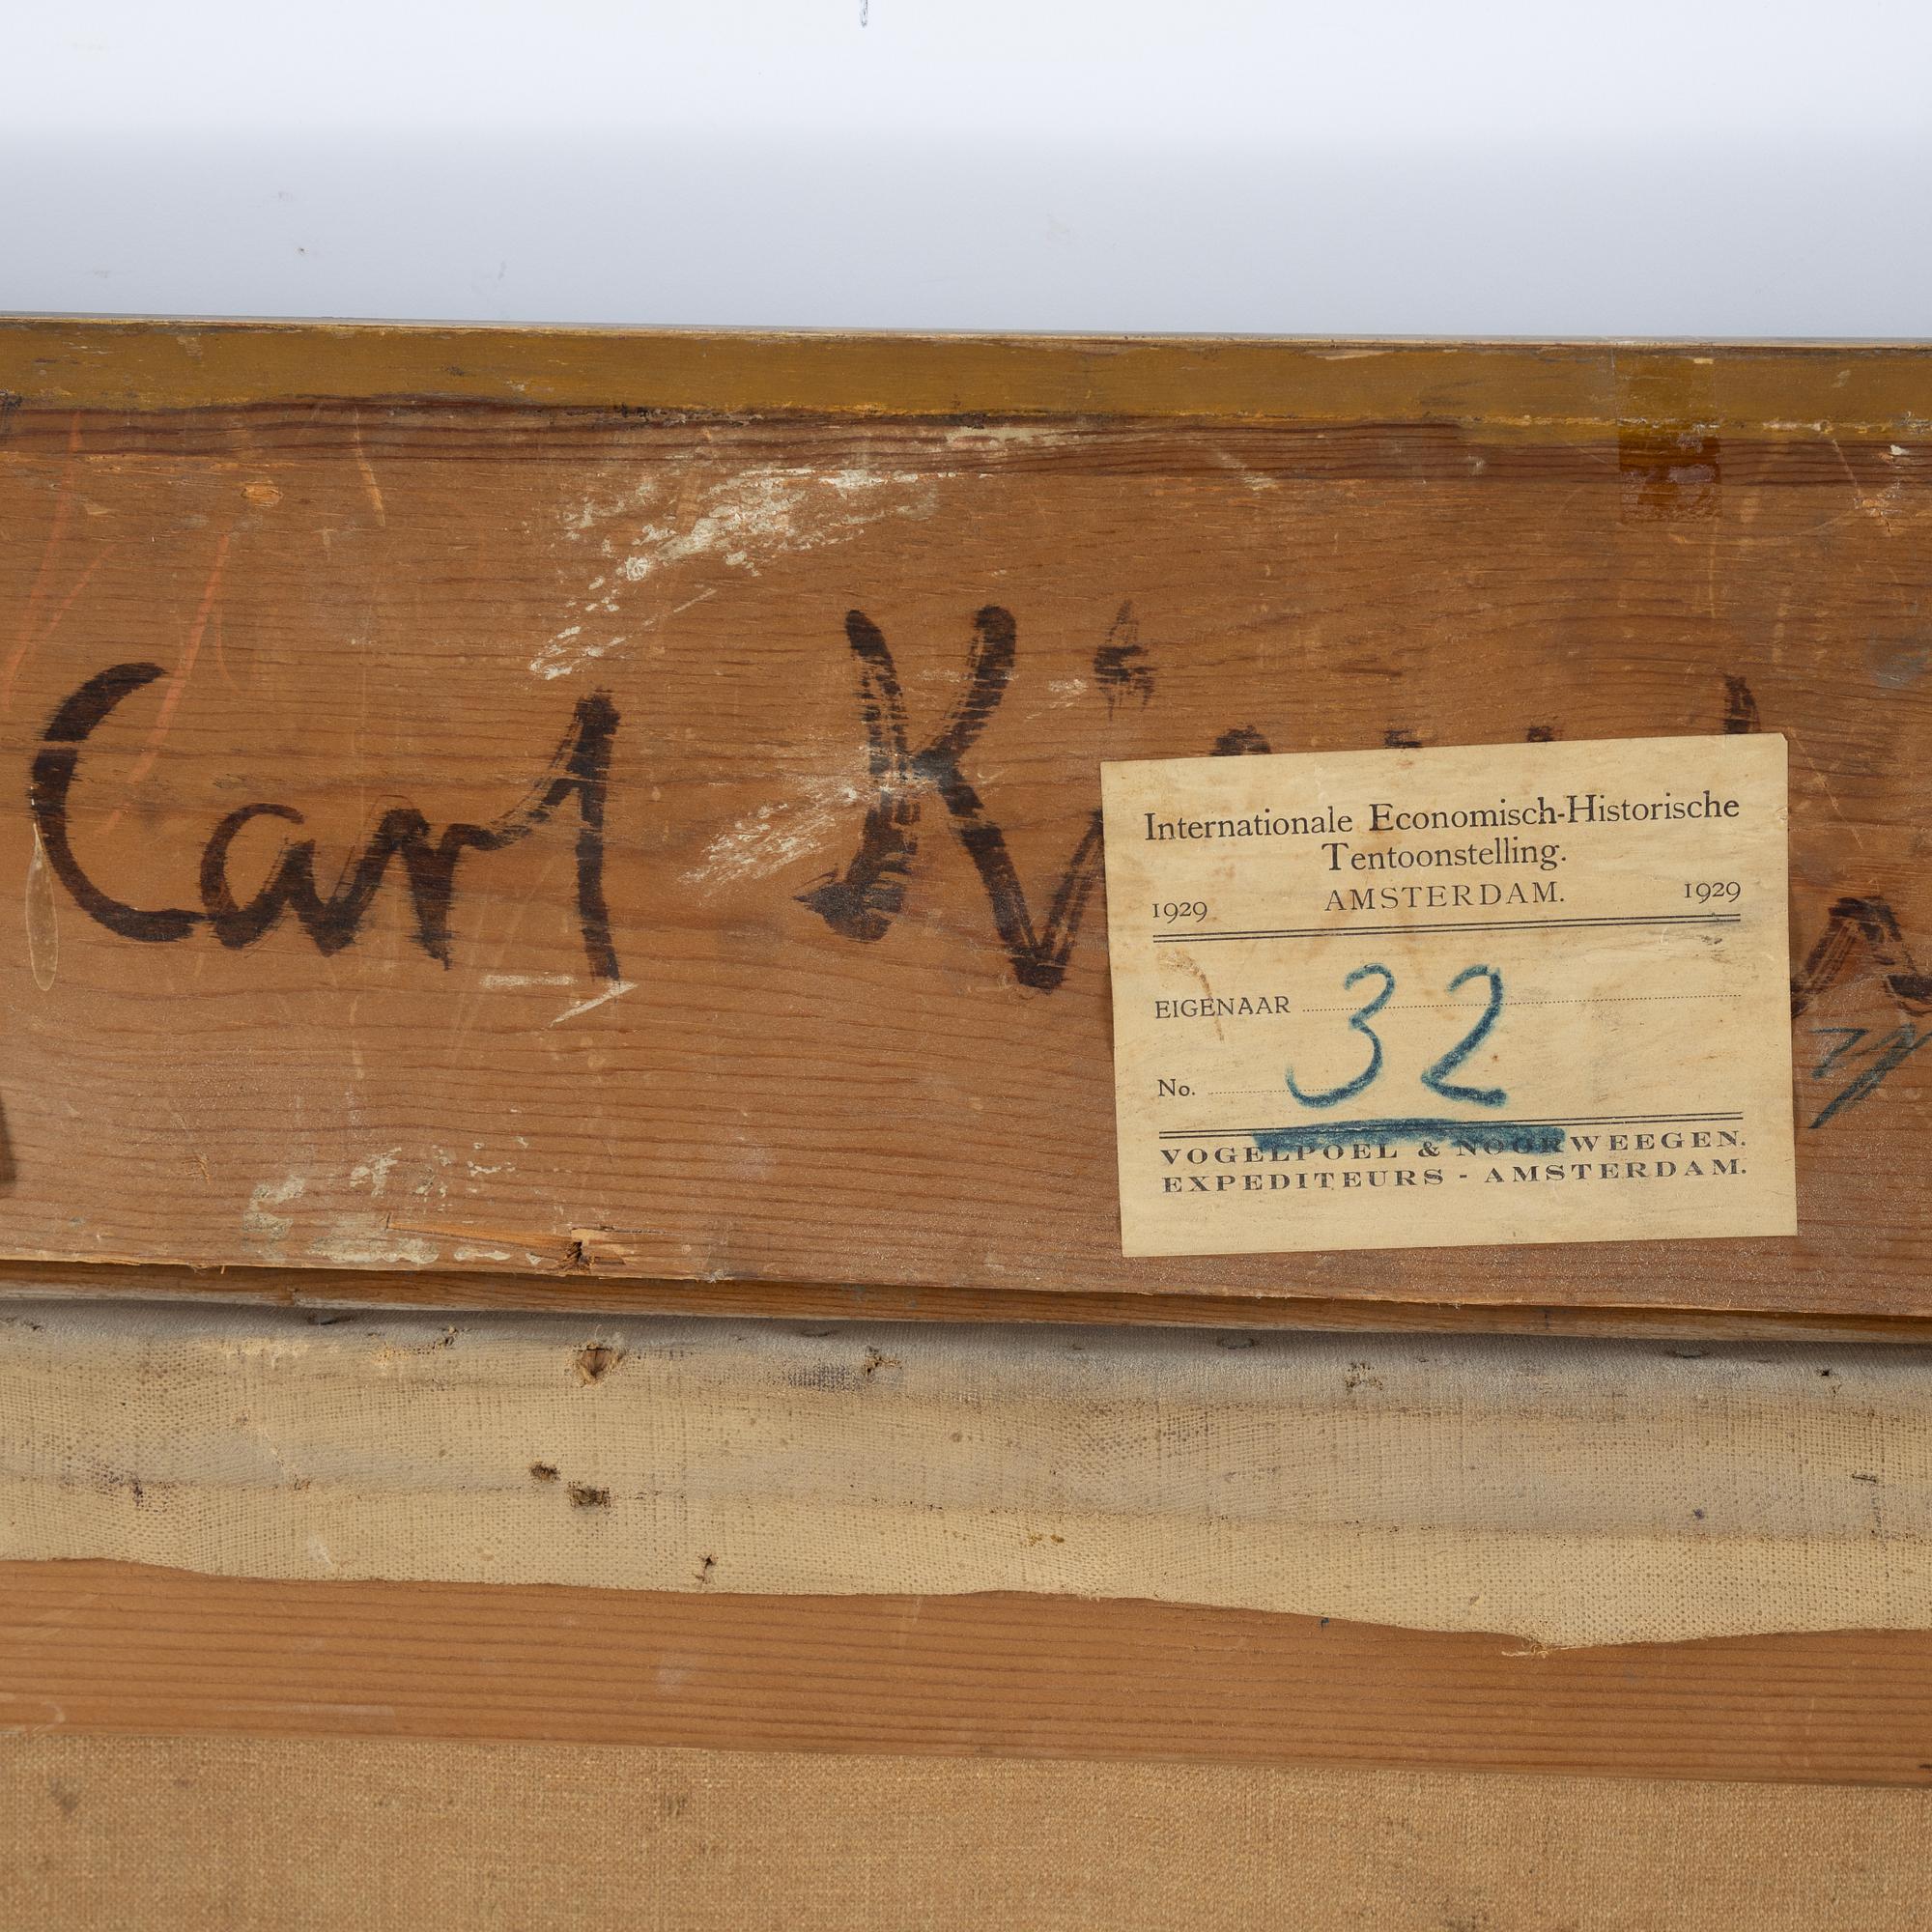 Carl
Internationale Economisch-Historische
Tentoonstelling.
1929 AMSTERDAM. 1929
EIGENAAR
No. 32
VOGELPOEL & NOORWEEGEN.
EXPEDITEURS - AMSTERDAM.